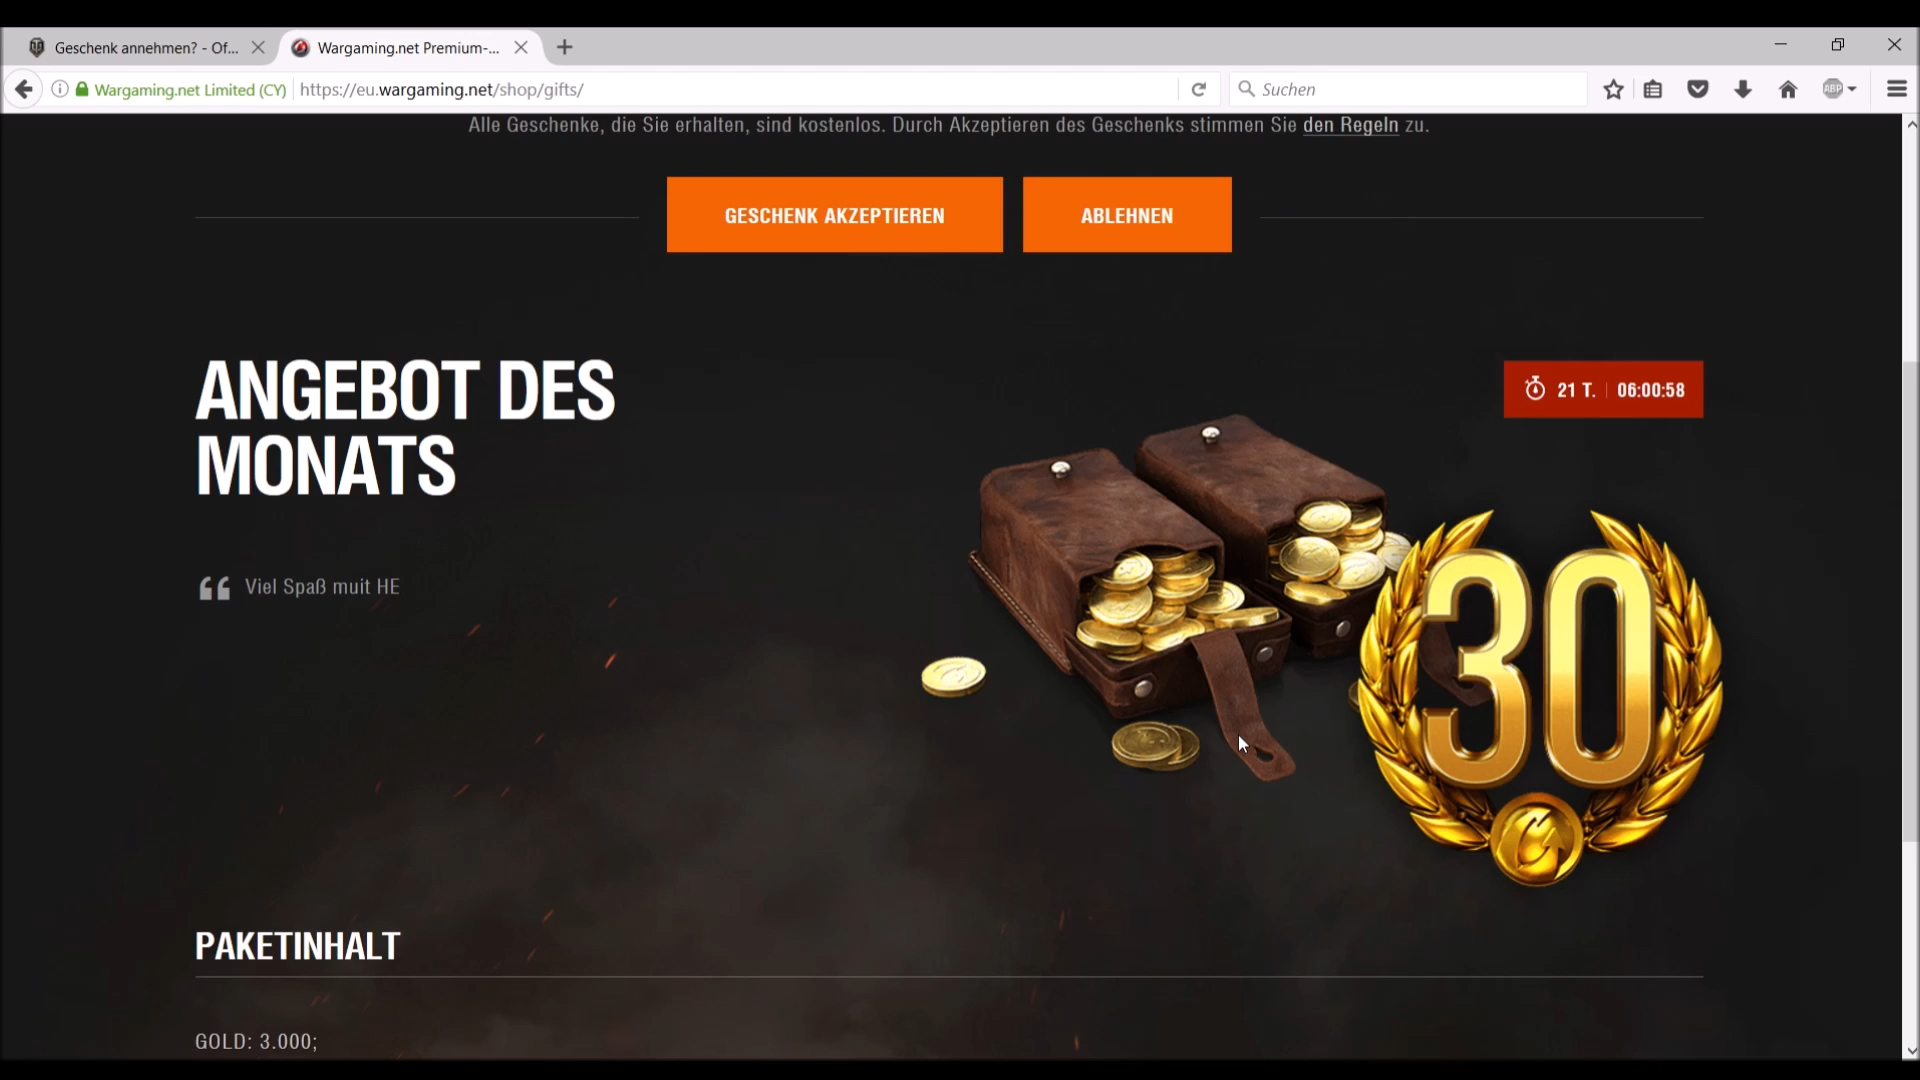 Geschenk annehmen? - Of...
Wargaming.net Premium-...
Wargaming.net Limited (CY)
https://eu.wargaming.net/shop/gifts/
Suchen
ABP
Alle Geschenke, die Sie erhalten, sind kostenlos. Durch Akzeptieren des Geschenks stimmen Sie den Regeln zu.
GESCHENK AKZEPTIEREN
ABLEHNEN
ANGEBOT DES
MONATS
21 T. 06:00:58
Viel Spaß muit HE
30
PAKETINHALT
GOLD: 3.000;